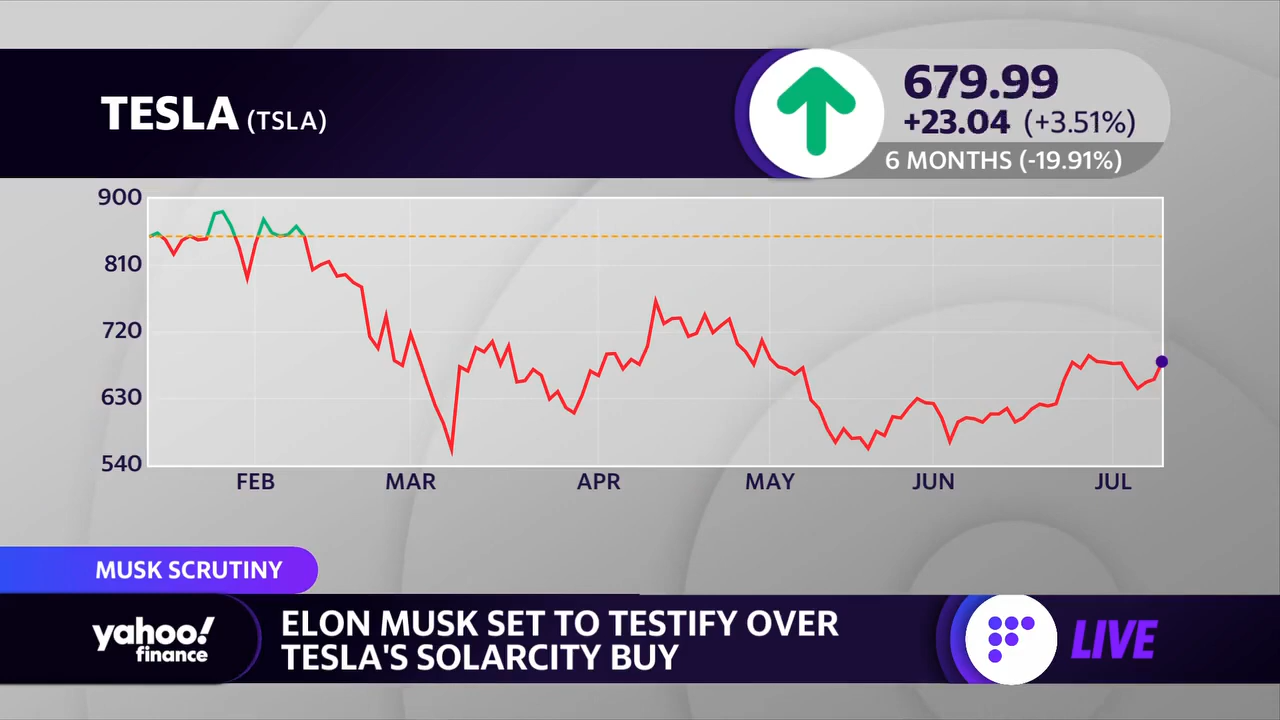 TESLA (TSLA)
679.99
+23.04 (+3.51%)
6 MONTHS (-19.91%)
900
810
720
630
540
FEB MAR APR MAY JUN JUL
MUSK SCRUTINY
yahoo!
finance
ELON MUSK SET TO TESTIFY OVER
TESLA'S SOLARCITY BUY
LIVE